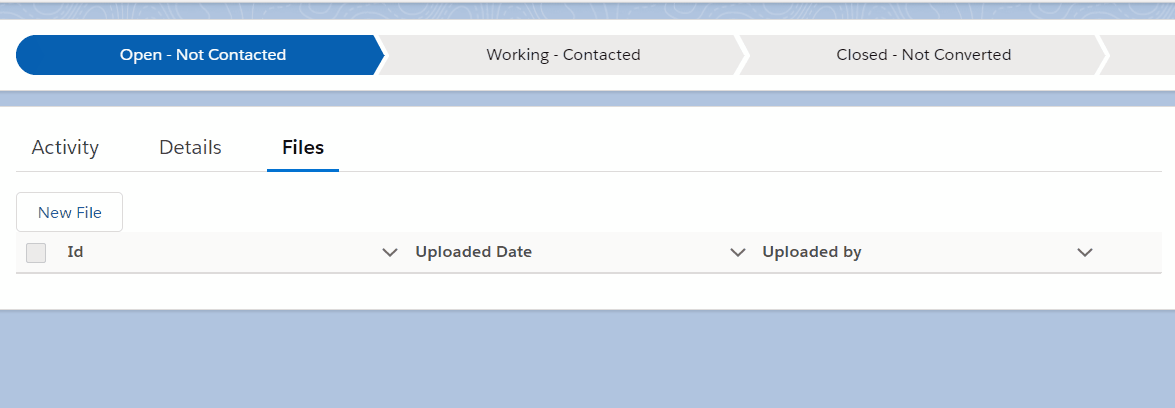 Open - Not Contacted
Working - Contacted
Closed - Not Converted
Activity
Details
Files
New File
Id
Uploaded Date
Uploaded by